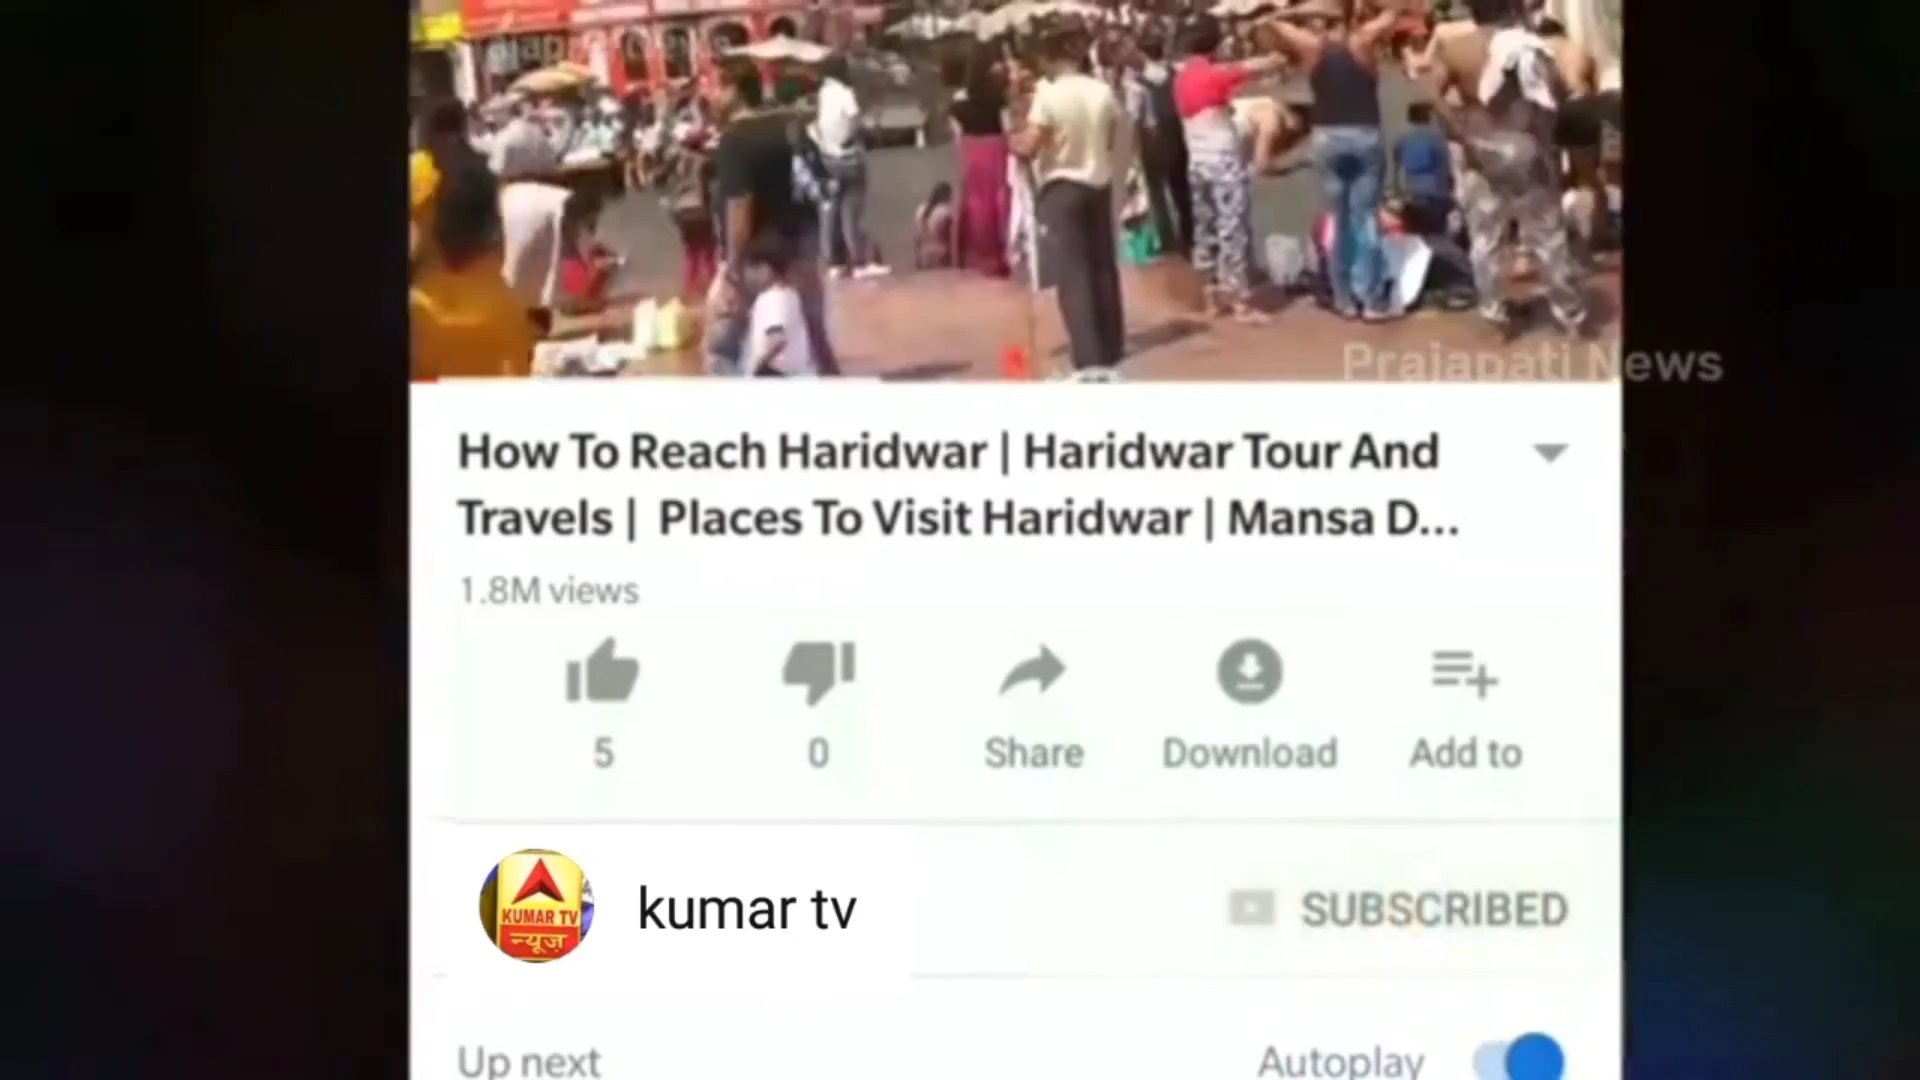 Prajapati News
How To Reach Haridwar | Haridwar Tour And
Travels | Places To Visit Haridwar | Mansa D...
1.8M views
5
0
Share
Download
Add to
KUMAR TV
न्यूज़
kumar tv
SUBSCRIBED
Up next
Autoplay